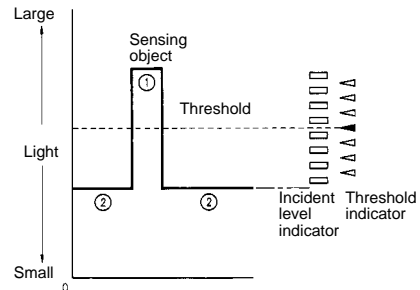 Large
Sensing
object
①
Threshold
Light
② ②
Incident
level
indicator
Threshold
indicator
Small
0